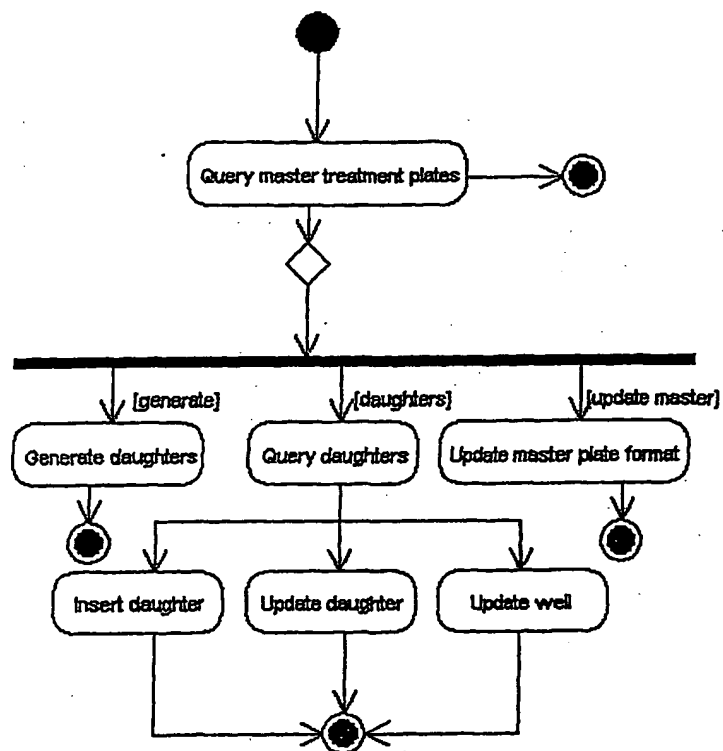 Query master treatment plates
[generate]
[daughters]
[update master]
Generate daughters
Query daughters
Update master plate format
Insert daughter
Update daughter
Update well